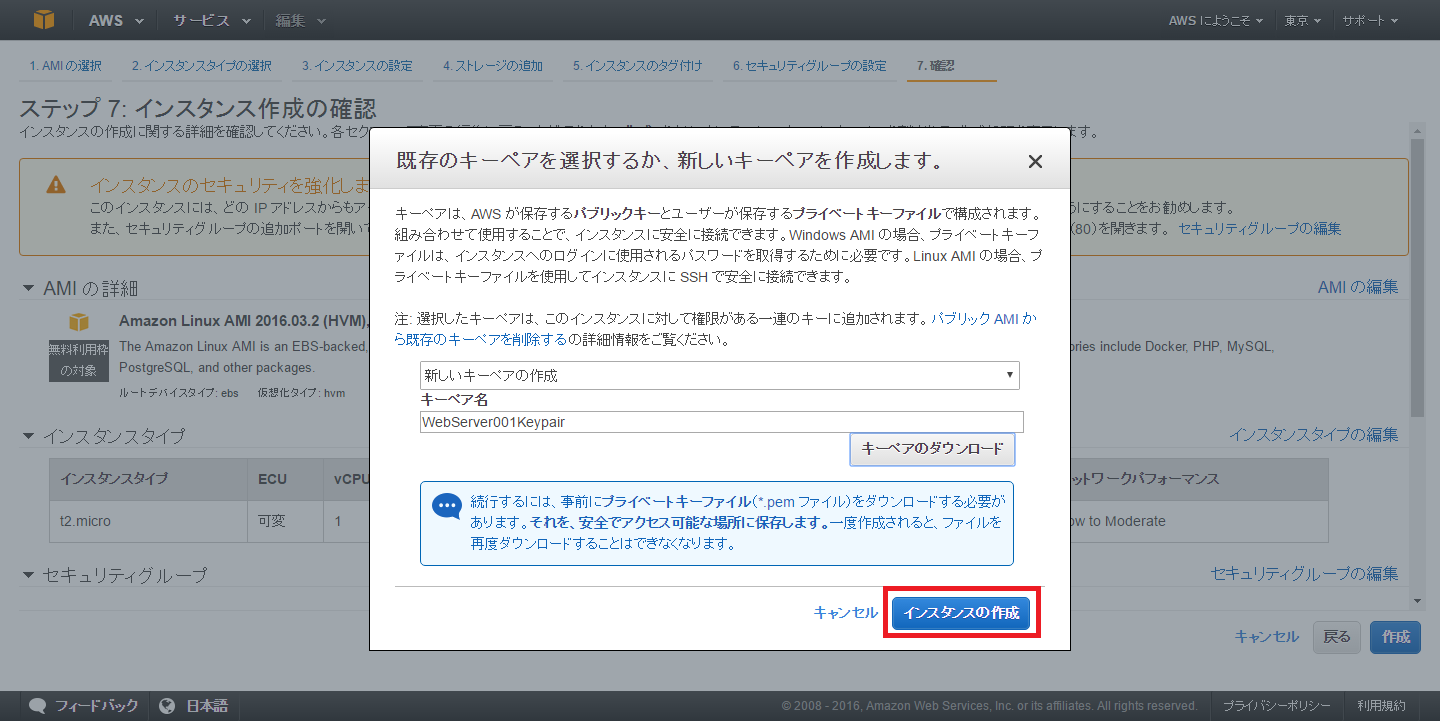 AWS サービス 編集 AWS にようこそ 東京 サポート
1. AMI の選択 2. インスタンスタイプの選択 3. インスタンスの設定 4. ストレージの追加 5. インスタンスのタグ付け 6. セキュリティグループの設定 7. 確認
ステップ 7: インスタンス作成の確認
インスタンスの作成に関する詳細を確認してください。各セク
ます。
既存のキーペアを選択するか、新しいキーペアを作成します。
インスタンスのセキュリティを強化しま
このインスタンスには、どの IP アドレスからもア
うにすることをお勧めします。
また、セキュリティグループの追加ポートを開いて
(80)を開きます。 セキュリティグループの編集
キーペアは、AWS が保存するパブリックキーとユーザーが保存するプライベートキーファイルで構成されます。
組み合わせて使用することで、インスタンスに安全に接続できます。Windows AMI の場合、プライベートキーフ
ァイルは、インスタンスへのログインに使用されるパスワードを取得するために必要です。Linux AMI の場合、プ
ライベートキーファイルを使用してインスタンスに SSH で安全に接続できます。
注: 選択したキーペアは、このインスタンスに対して権限がある一連のキーに追加されます。 パブリック AMI か
ら既存のキーペアを削除するの詳細情報をご覧ください。
新しいキーペアの作成
キーペア名
WebServer001Keypair
キーペアのダウンロード
続行するには、事前にプライベートキーファイル(*.pem ファイル)をダウンロードする必要が
あります。それを、安全でアクセス可能な場所に保存します。一度作成されると、ファイルを
再度ダウンロードすることはできなくなります。
キャンセル インスタンスの作成
AMI の詳細 AMI の編集
Amazon Linux AMI 2016.03.2 (HVM),
無料利用枠
の対象
The Amazon Linux AMI is an EBS-backed,
ories include Docker, PHP, MySQL,
PostgreSQL, and other packages.
ルートデバイスタイプ: ebs 仮想化タイプ: hvm
インスタンスタイプ インスタンスタイプの編集
インスタンスタイプ ECU vCPU ットワークパフォーマンス
t2.micro 可変 1 ow to Moderate
セキュリティグループ セキュリティグループの編集
キャンセル 戻る 作成
フィードバック 日本語 © 2008 - 2016, Amazon Web Services, Inc. or its affiliates. All rights reserved. プライバシーポリシー 利用規約